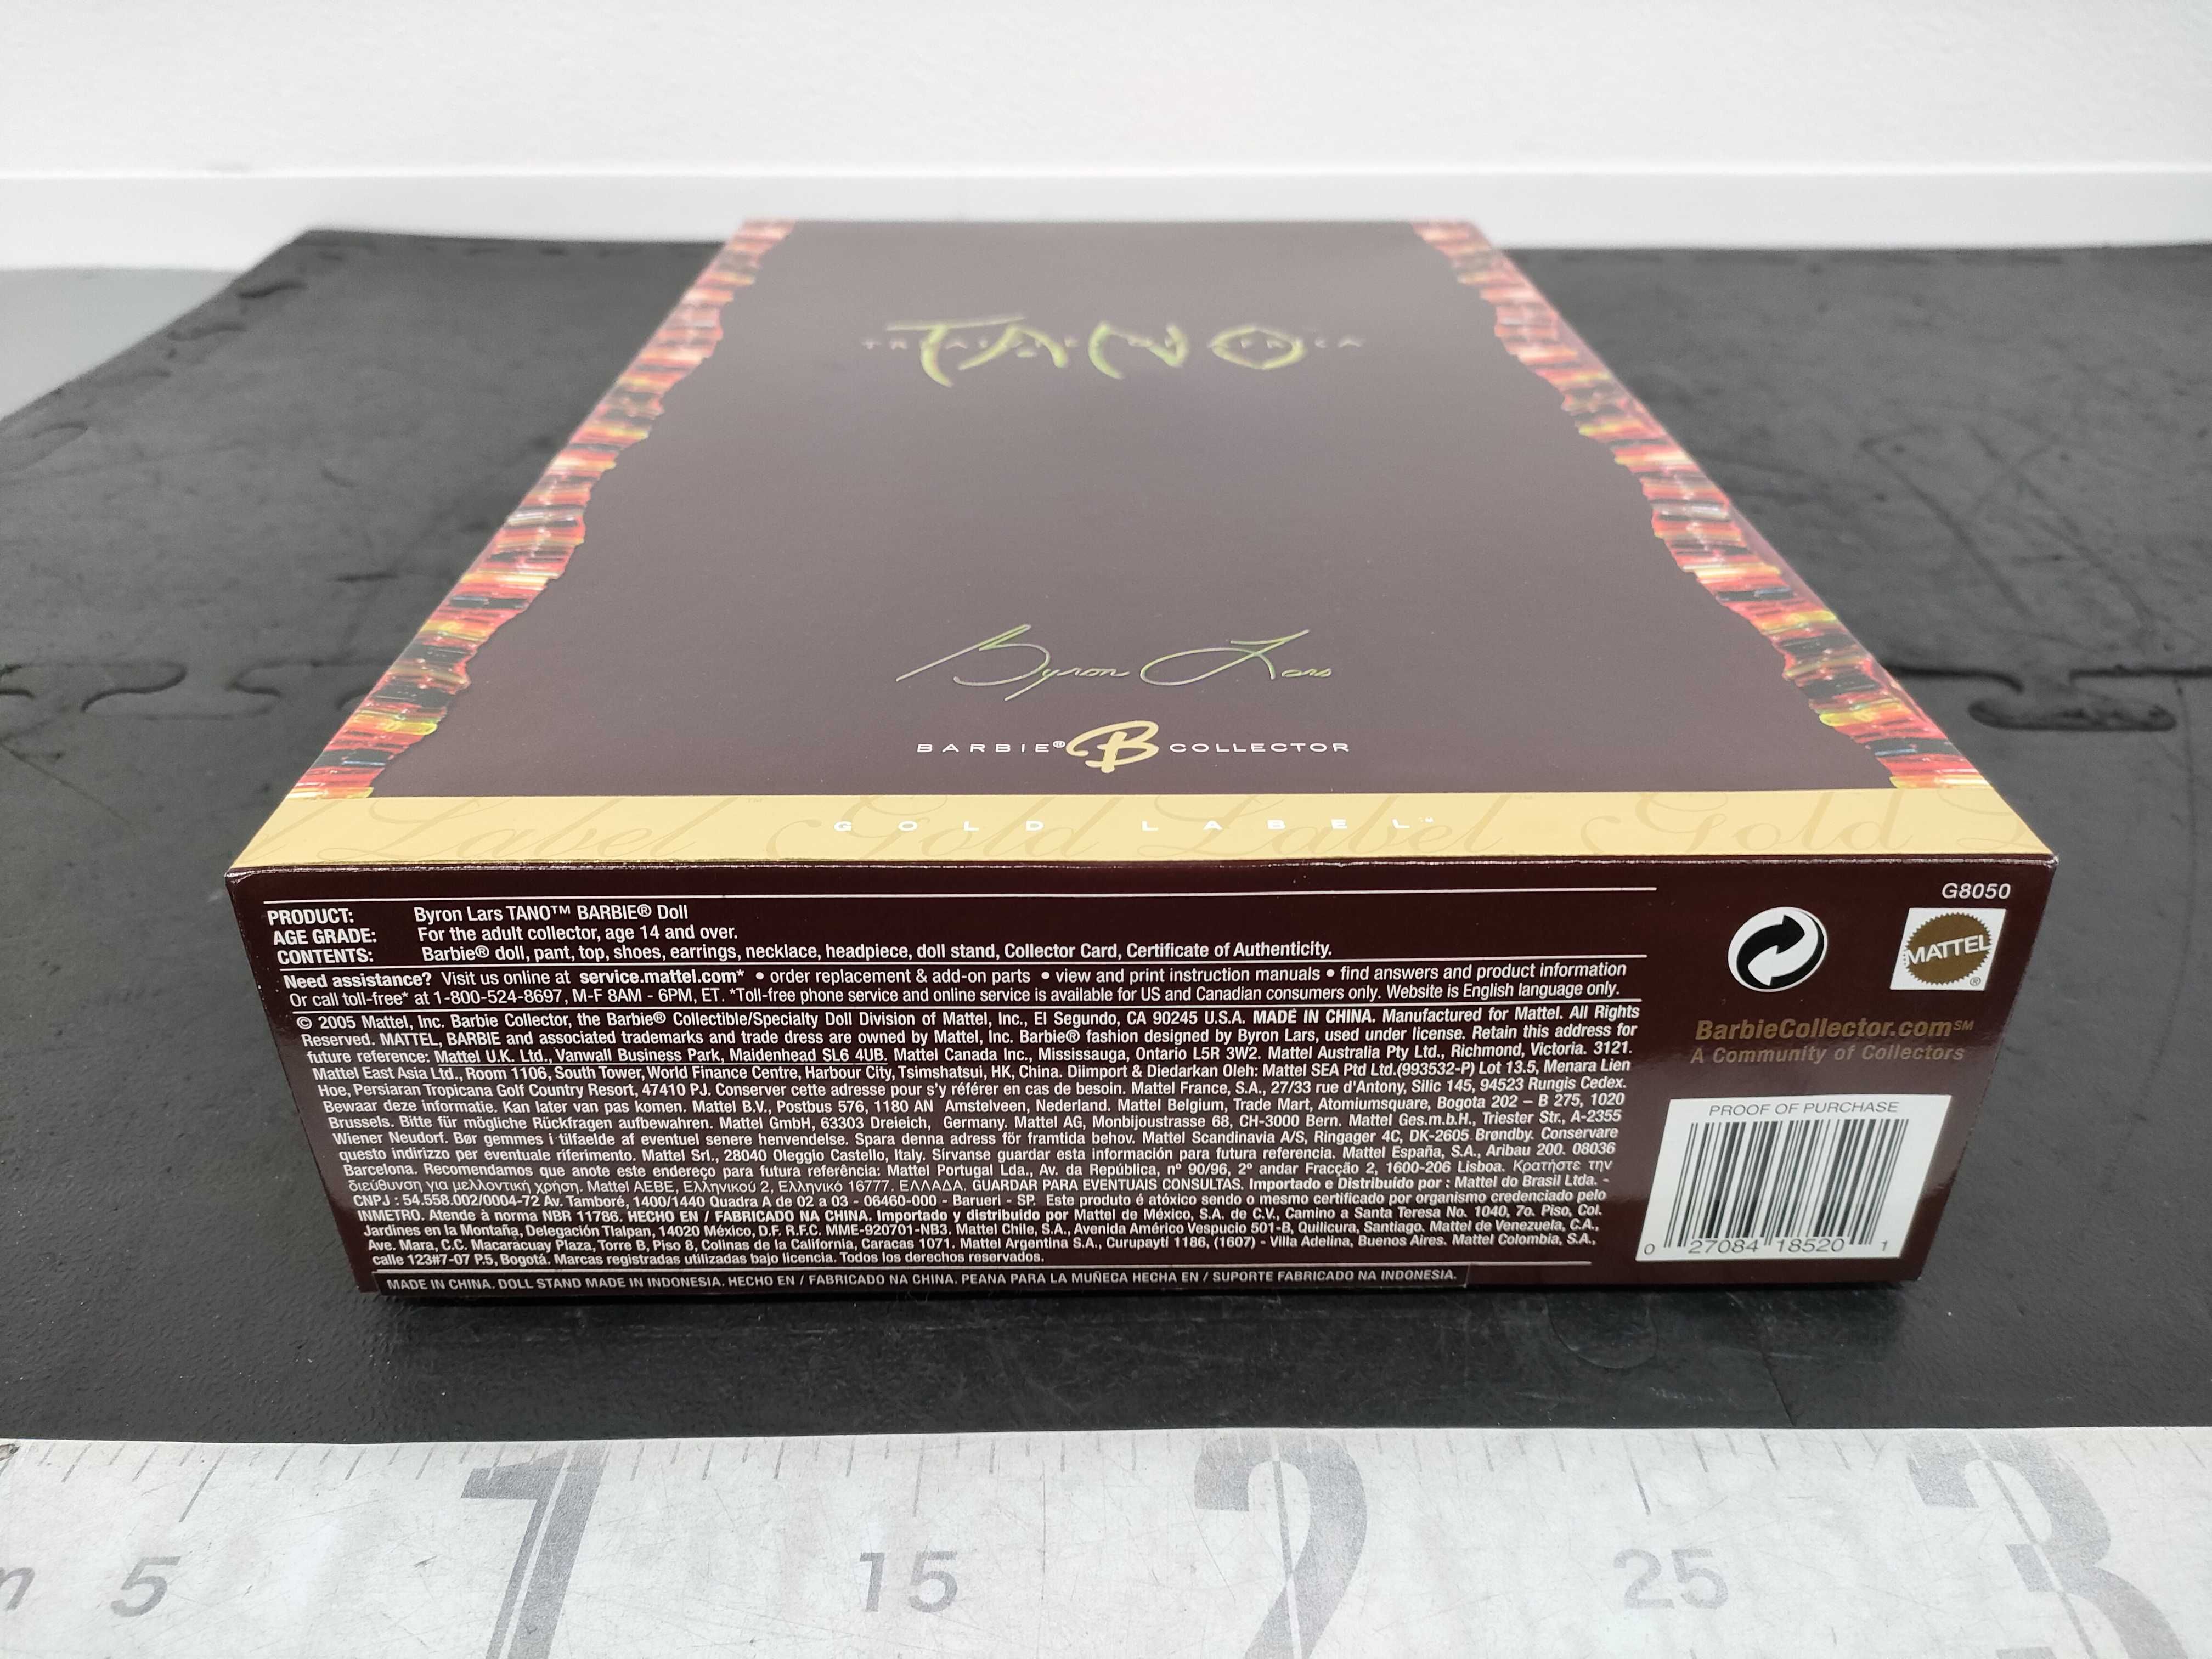 TANO
TREASURES OF AFRICA
Byron Lars
BARBIE® B COLLECTOR
GOLD LABEL™
Label Gold Label Gold
G8050
PRODUCT: Byron Lars TANO™ BARBIE® Doll
AGE GRADE: For the adult collector, age 14 and over.
CONTENTS: Barbie® doll, pant, top, shoes, earrings, necklace, headpiece, doll stand, Collector Card, Certificate of Authenticity.
Need assistance? Visit us online at service.mattel.com* • order replacement & add-on parts • view and print instruction manuals • find answers and product information
Or call toll-free* at 1-800-524-8697, M-F 8AM - 6PM, ET. *Toll-free phone service and online service is available for US and Canadian consumers only. Website is English language only.
© 2005 Mattel, Inc. Barbie Collector, the Barbie® Collectible/Specialty Doll Division of Mattel, Inc., El Segundo, CA 90245 U.S.A. MADE IN CHINA. Manufactured for Mattel. All Rights
Reserved. MATTEL, BARBIE and associated trademarks and trade dress are owned by Mattel, Inc. Barbie® fashion designed by Byron Lars, used under license. Retain this address for
future reference: Mattel U.K. Ltd., Vanwall Business Park, Maidenhead SL6 4UB. Mattel Canada Inc., Mississauga, Ontario L5R 3W2. Mattel Australia Pty Ltd., Richmond, Victoria. 3121.
Mattel East Asia Ltd., Room 1106, South Tower, World Finance Centre, Harbour City, Tsimshatsui, HK, China. Diimport & Diedarkan Oleh: Mattel SEA Ptd Ltd.(993532-P) Lot 13.5, Menara Lien
Hoe, Persiaran Tropicana Golf Country Resort, 47410 PJ. Conserver cette adresse pour s'y référer en cas de besoin. Mattel France, S.A., 27/33 rue d'Antony, Silic 145, 94523 Rungis Cedex.
Bewaar deze informatie. Kan later van pas komen. Mattel B.V., Postbus 576, 1180 AN Amstelveen, Nederland. Mattel Belgium, Trade Mart, Atomiumsquare, Bogota 202 – B 275, 1020
Brussels. Bitte für mögliche Rückfragen aufbewahren. Mattel GmbH, 63303 Dreieich, Germany. Mattel AG, Monbijoustrasse 68, CH-3000 Bern. Mattel Ges.m.b.H., Triester Str., A-2355
Wiener Neudorf. Bør gemmes i tilfaelde af eventuel senere henvendelse. Spara denna adress för framtida behov. Mattel Scandinavia A/S, Ringager 4C, DK-2605 Brøndby. Conservare
questo indirizzo per eventuale riferimento. Mattel Srl., 28040 Oleggio Castello, Italy. Sírvanse guardar esta información para futura referencia. Mattel España, S.A., Aribau 200. 08036
Barcelona. Recomendamos que anote este endereço para futura referência: Mattel Portugal Lda., Av. da República, nº 90/96, 2º andar Fracção 2, 1600-206 Lisboa. Κρατήστε την
διεύθυνση για μελλοντική χρήση. Mattel AEBE, Ελληνικού 2, Ελληνικό 16777. ΕΛΛΑΔΑ. GUARDAR PARA EVENTUAIS CONSULTAS. Importado e Distribuído por : Mattel do Brasil Ltda. -
CNPJ : 54.558.002/0004-72 Av. Tamboré, 1400/1440 Quadra A de 02 a 03 - 06460-000 - Barueri - SP. Este produto é atóxico sendo o mesmo certificado por organismo credenciado pelo
INMETRO. Atende à norma NBR 11786. HECHO EN / FABRICADO NA CHINA. Importado y distribuido por Mattel de México, S.A. de C.V., Camino a Santa Teresa No. 1040, 7o. Piso, Col.
Jardines en la Montaña, Delegación Tlalpan, 14020 México, D.F. R.F.C. MME-920701-NB3. Mattel Chile, S.A., Avenida Américo Vespucio 501-B, Quilicura, Santiago. Mattel de Venezuela, C.A.,
Ave. Mara, C.C. Macaracuay Plaza, Torre B, Piso 8, Colinas de la California, Caracas 1071. Mattel Argentina S.A., Curupaytí 1186, (1607) - Villa Adelina, Buenos Aires. Mattel Colombia, S.A.,
calle 123#7-07 P.5, Bogotá. Marcas registradas utilizadas bajo licencia. Todos los derechos reservados.
MADE IN CHINA. DOLL STAND MADE IN INDONESIA. HECHO EN / FABRICADO NA CHINA. PEANA PARA LA MUÑECA HECHA EN / SUPORTE FABRICADO NA INDONESIA.
MATTEL®
BarbieCollector.com℠
A Community of Collectors
PROOF OF PURCHASE
0 27084 18520 1
1 2 3
5 15 25